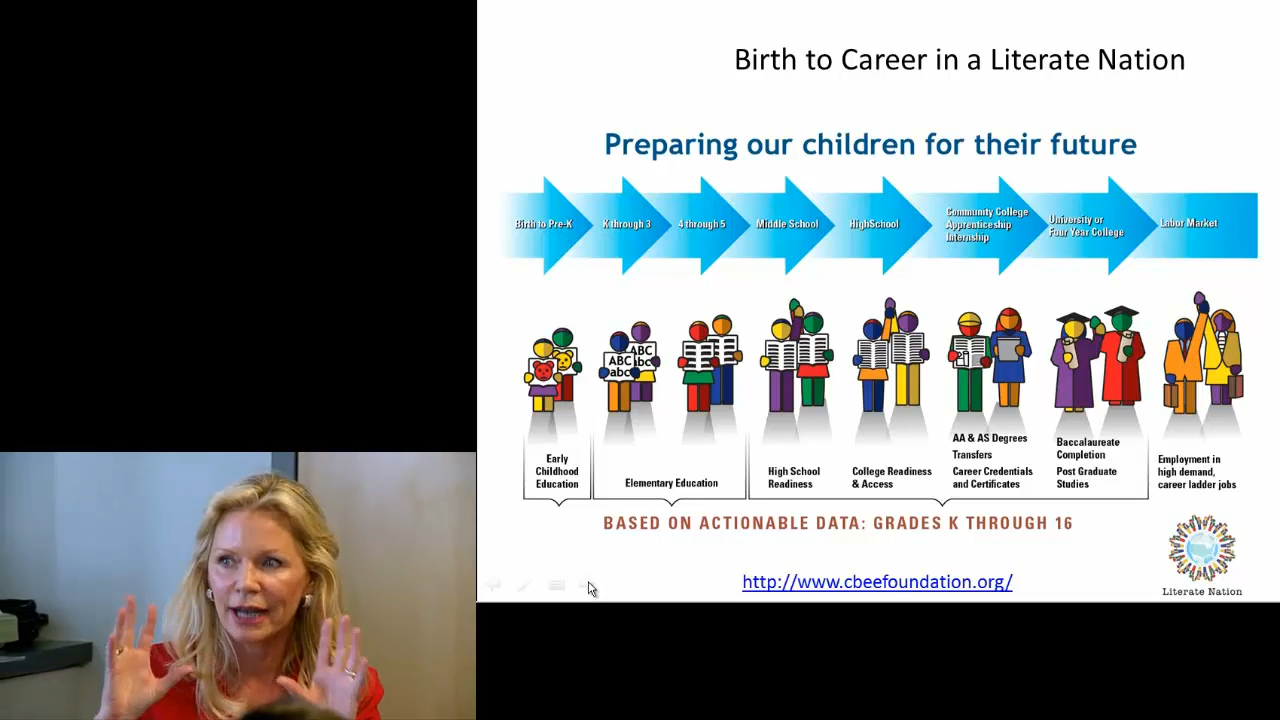 Birth to Career in a Literate Nation
Preparing our children for their future
Birth to Pre-K
K through 3
4 through 5
Middle School
HighSchool
Community College
Apprenticeship
Internship
University or
Four Year College
Labor Market
ABC
abc
ABC
abc
Early
Childhood
Education
Elementary Education
High School
Readiness
College Readiness
& Access
AA & AS Degrees
Transfers
Career Credentials
and Certificates
Baccalaureate
Completion
Post Graduate
Studies
Employment in
high demand,
career ladder jobs
BASED ON ACTIONABLE DATA: GRADES K THROUGH 16
http://www.cbeefoundation.org/
Literate Nation